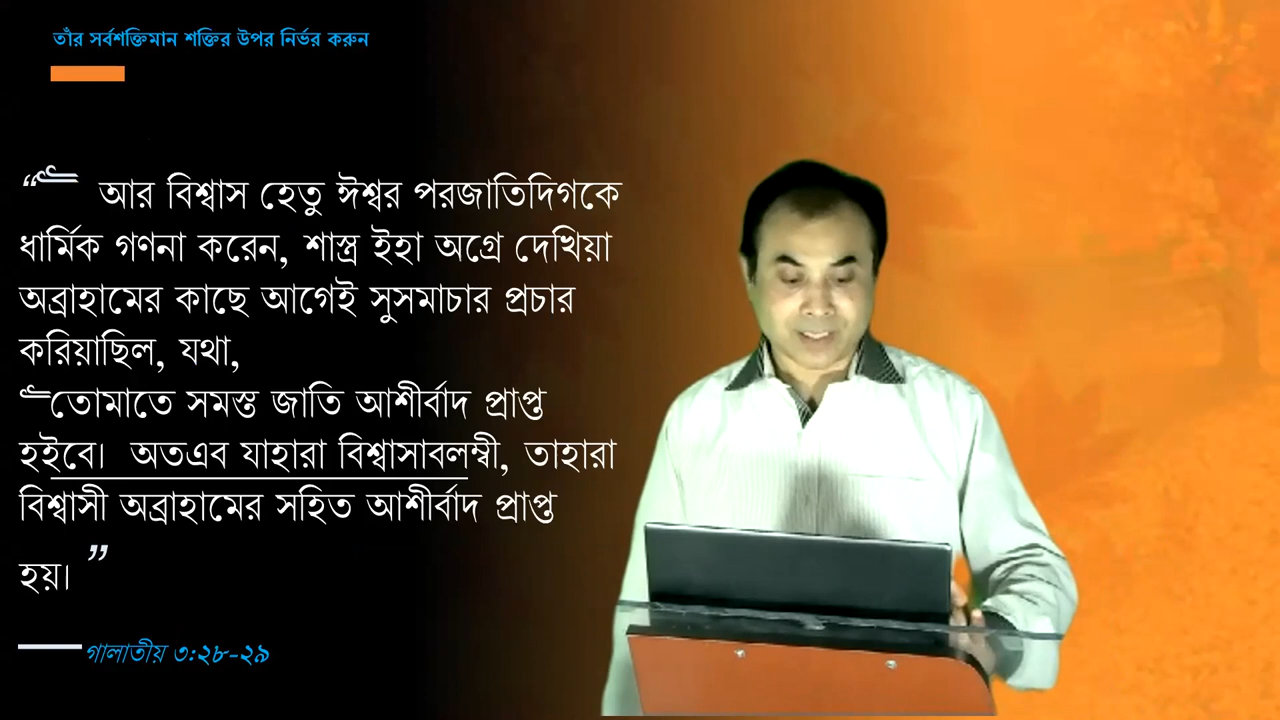 তাঁর সর্বশক্তিমান শক্তির উপর নির্ভর করুন
“ আর বিশ্বাস হেতু ঈশ্বর পরজাতিদিগকে
ধার্মিক গণনা করেন, শাস্ত্র ইহা অগ্রে দেখিয়া
অব্রাহামের কাছে আগেই সুসমাচার প্রচার
করিয়াছিল, যথা,
তোমাতে সমস্ত জাতি আশীর্বাদ প্রাপ্ত
হইবে। অতএব যাহারা বিশ্বাসাবলম্বী, তাহারা
বিশ্বাসী অব্রাহামের সহিত আশীর্বাদ প্রাপ্ত
হয়। ”
গালাতীয় ৩:২৮-২৯